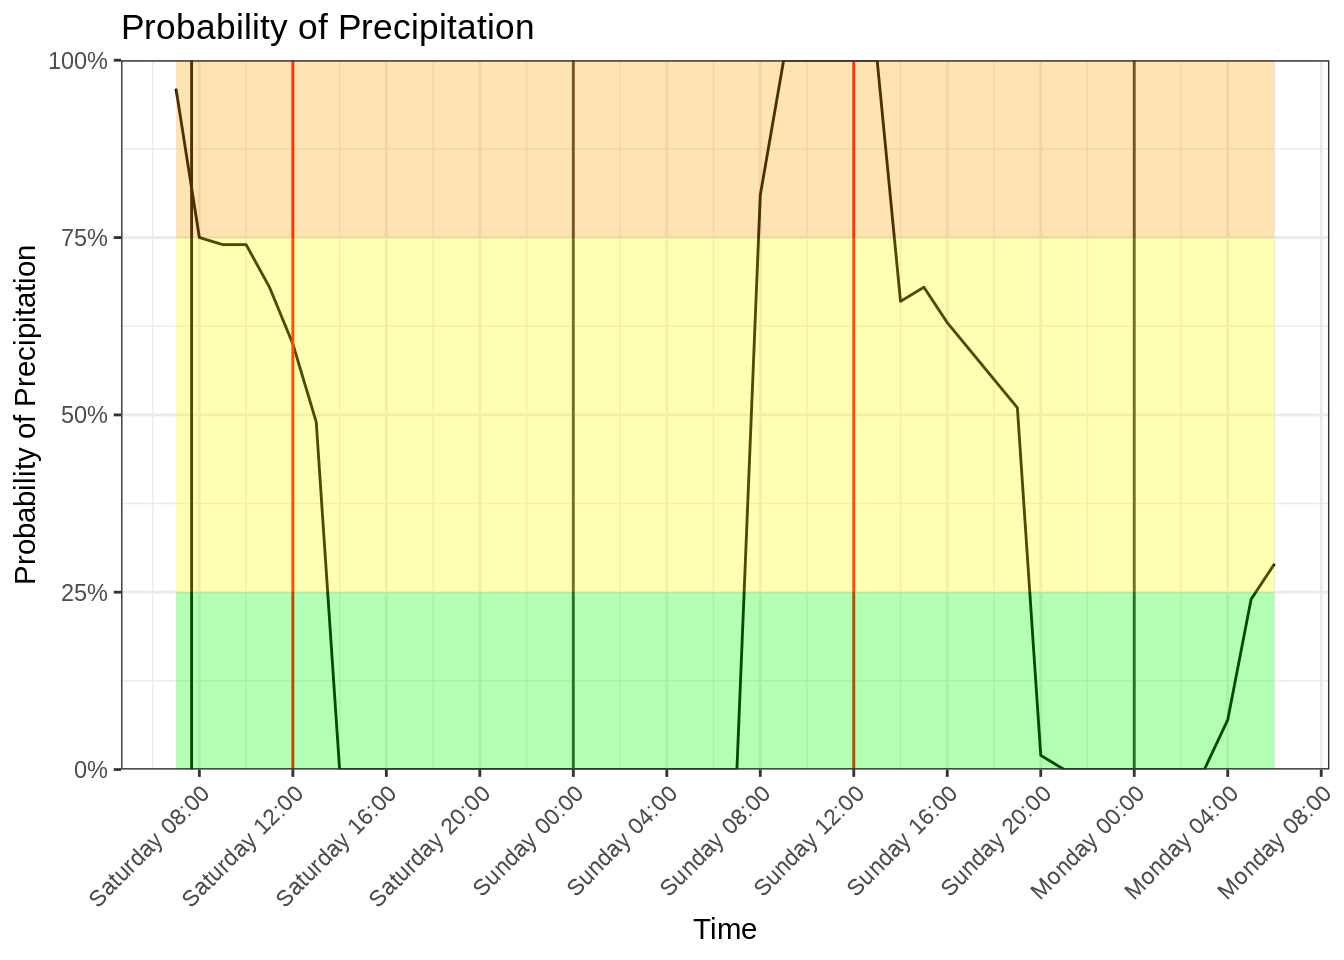 Probability of Precipitation
Probability of Precipitation
100%
75%
50%
25%
0%
Saturday 08:00
Saturday 12:00
Saturday 16:00
Saturday 20:00
Sunday 00:00
Sunday 04:00
Sunday 08:00
Sunday 12:00
Sunday 16:00
Sunday 20:00
Monday 00:00
Monday 04:00
Monday 08:00
Time